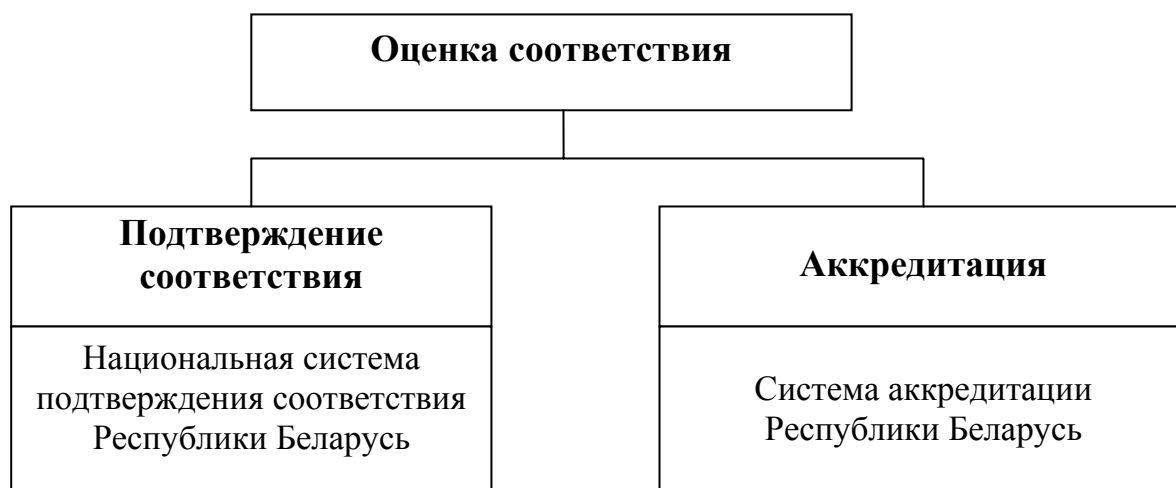 Оценка соответствия
Подтверждение
соответствия
Аккредитация
Национальная система
подтверждения соответствия
Республики Беларусь
Система аккредитации
Республики Беларусь